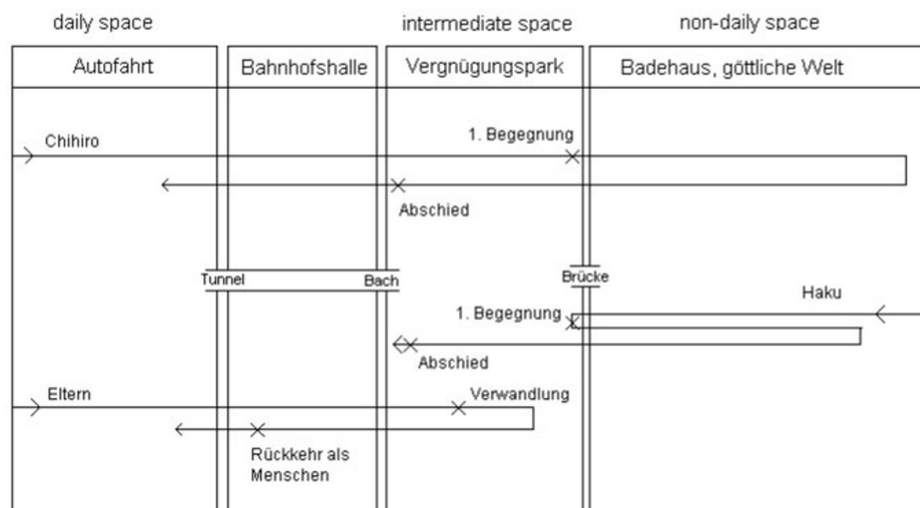 daily space intermediate space non-daily space
Autofahrt Bahnhofshalle Vergnügungspark Badehaus, göttliche Welt
Chihiro 1. Begegnung
Abschied
Tunnel Bach Brücke
Haku
1. Begegnung
Abschied
Eltern Verwandlung
Rückkehr als
Menschen